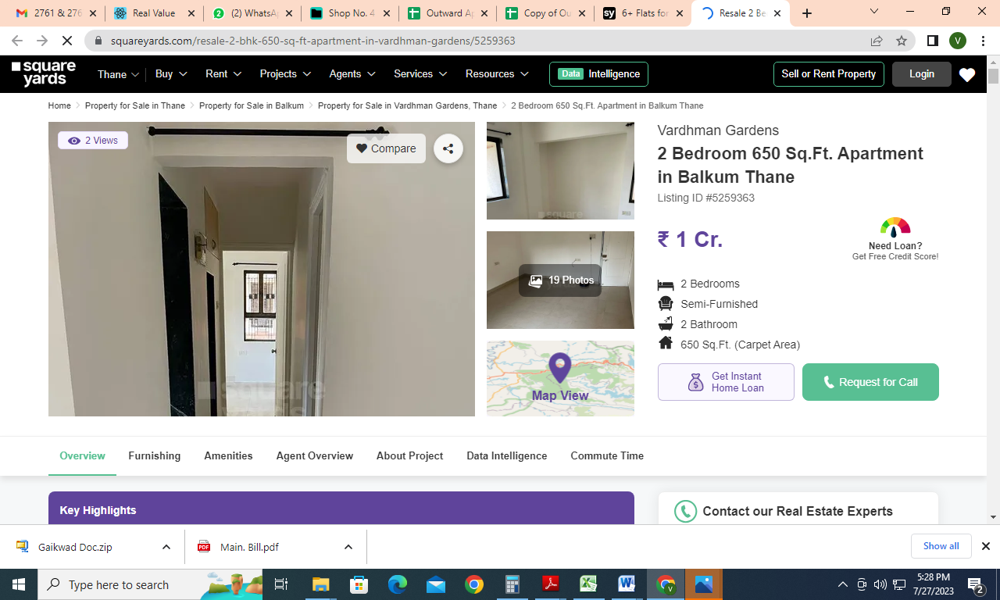 2761 & 276
Real Value
(2) WhatsAp
Shop No. 4
Outward Ap
Copy of Ou
6+ Flats for
Resale 2 Be
squareyards.com/resale-2-bhk-650-sq-ft-apartment-in-vardhman-gardens/5259363
V
square
yards
Thane
Buy
Rent
Projects
Agents
Services
Resources
Data Intelligence
Sell or Rent Property
Login
Home
Property for Sale in Thane
Property for Sale in Balkum
Property for Sale in Vardhman Gardens, Thane
2 Bedroom 650 Sq.Ft. Apartment in Balkum Thane
2 Views
Compare
square
square
19 Photos
Map View
Vardhman Gardens
2 Bedroom 650 Sq.Ft. Apartment
in Balkum Thane
Listing ID #5259363
₹ 1 Cr.
Need Loan?
Get Free Credit Score!
2 Bedrooms
Semi-Furnished
2 Bathroom
650 Sq.Ft. (Carpet Area)
Get Instant
Home Loan
Request for Call
Overview
Furnishing
Amenities
Agent Overview
About Project
Data Intelligence
Commute Time
Key Highlights
Contact our Real Estate Experts
Gaikwad Doc.zip
PDF
Main. Bill.pdf
Show all
Type here to search
5:28 PM
7/27/2023
2